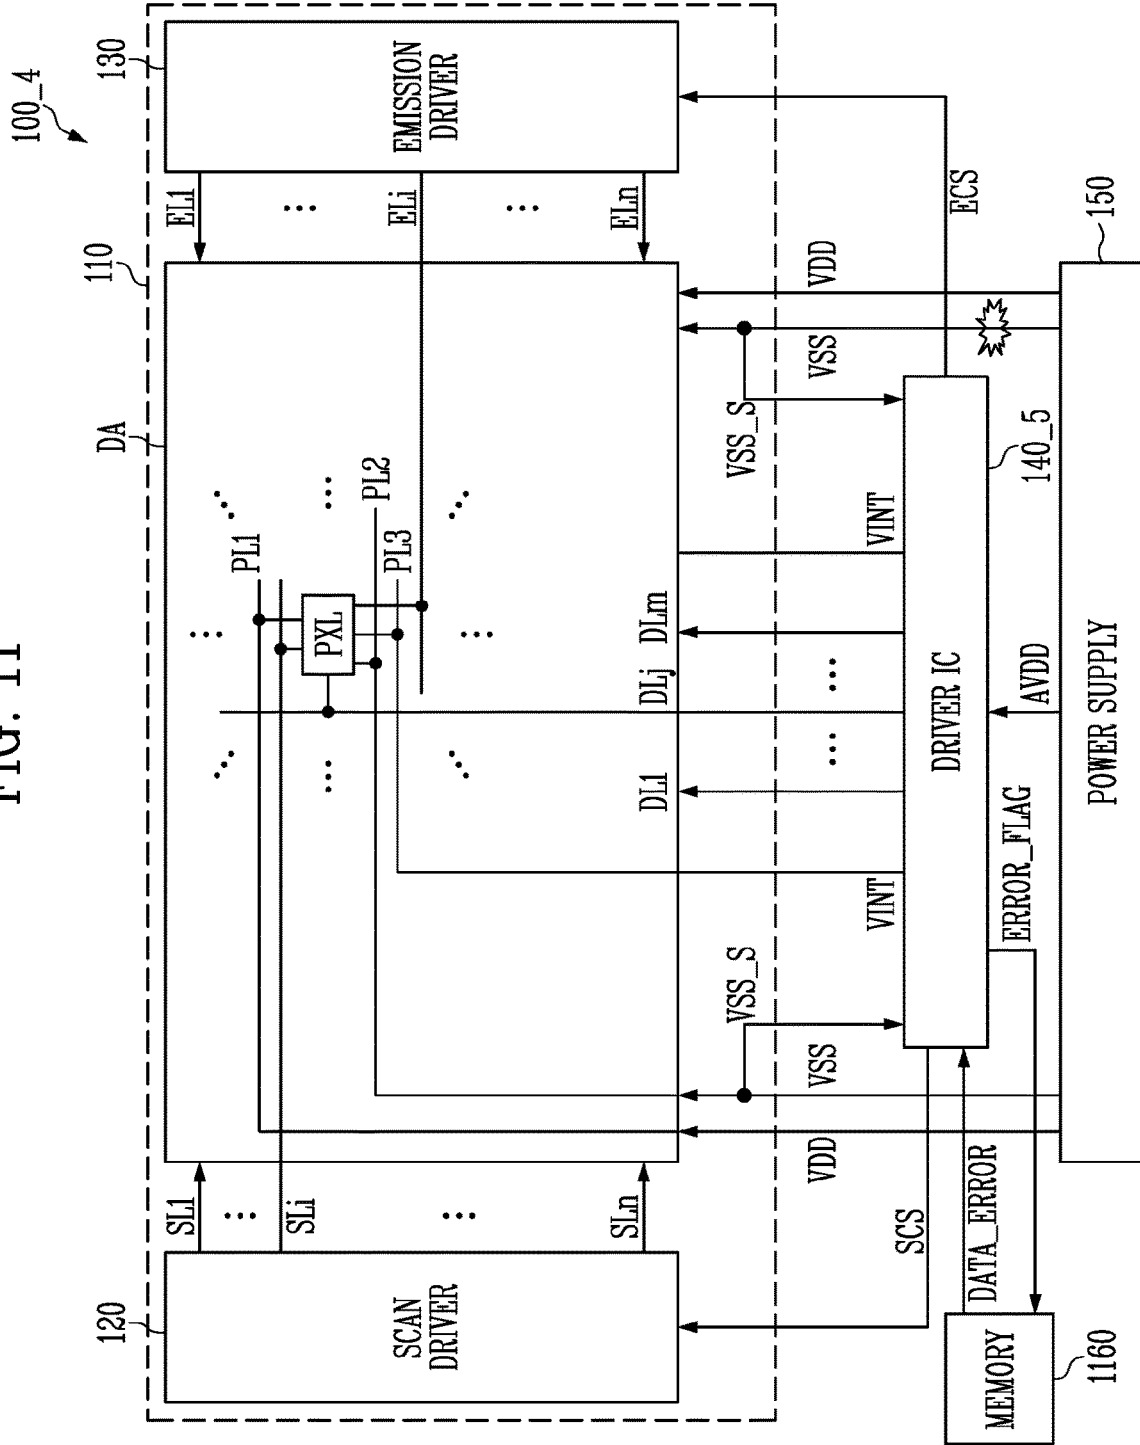 FIG. 11
100_4
120
SCAN
DRIVER
SL1
SLi
SLn
DA
110
130
EMISSION
DRIVER
EL1
ELi
ELn
PL1
PXL
PL2
PL3
DL1
DLj
DLm
VDD
VSS
VSS_S
VINT
VINT
VSS_S
VSS
VDD
SCS
DRIVER IC
140_5
ECS
DATA_ERROR
ERROR_FLAG
AVDD
MEMORY
1160
POWER SUPPLY
150